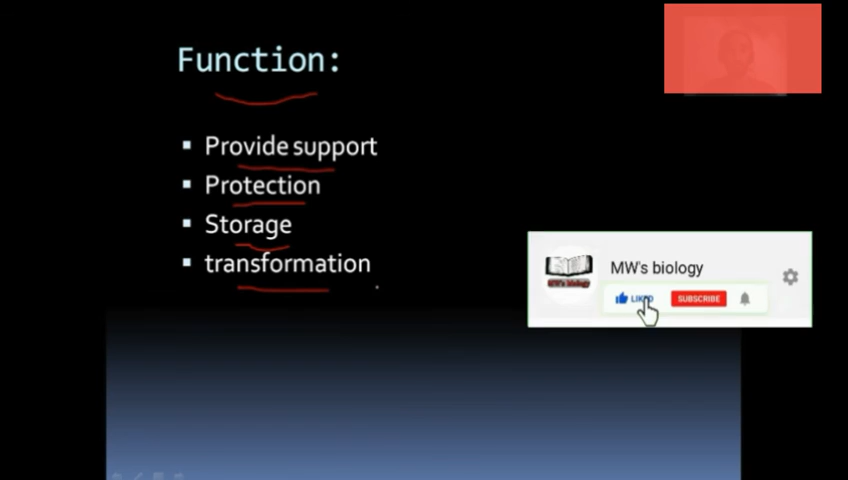 Function:
Provide support
Protection
Storage
transformation
MW's biology
LIKED
SUBSCRIBE